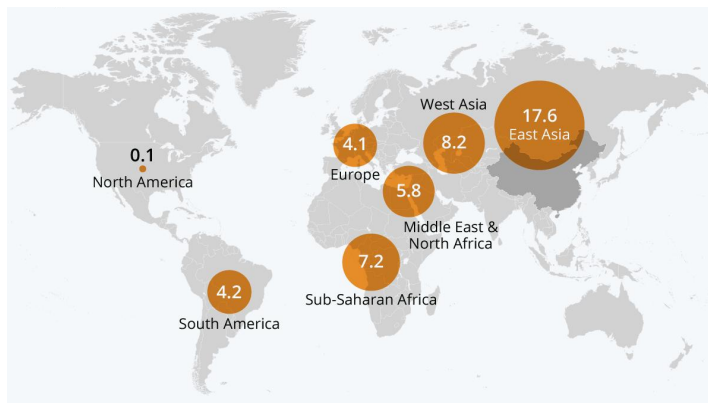 0.1
North America
4.2
South America
4.1
Europe
West Asia
8.2
17.6
East Asia
5.8
Middle East &
North Africa
7.2
Sub-Saharan Africa